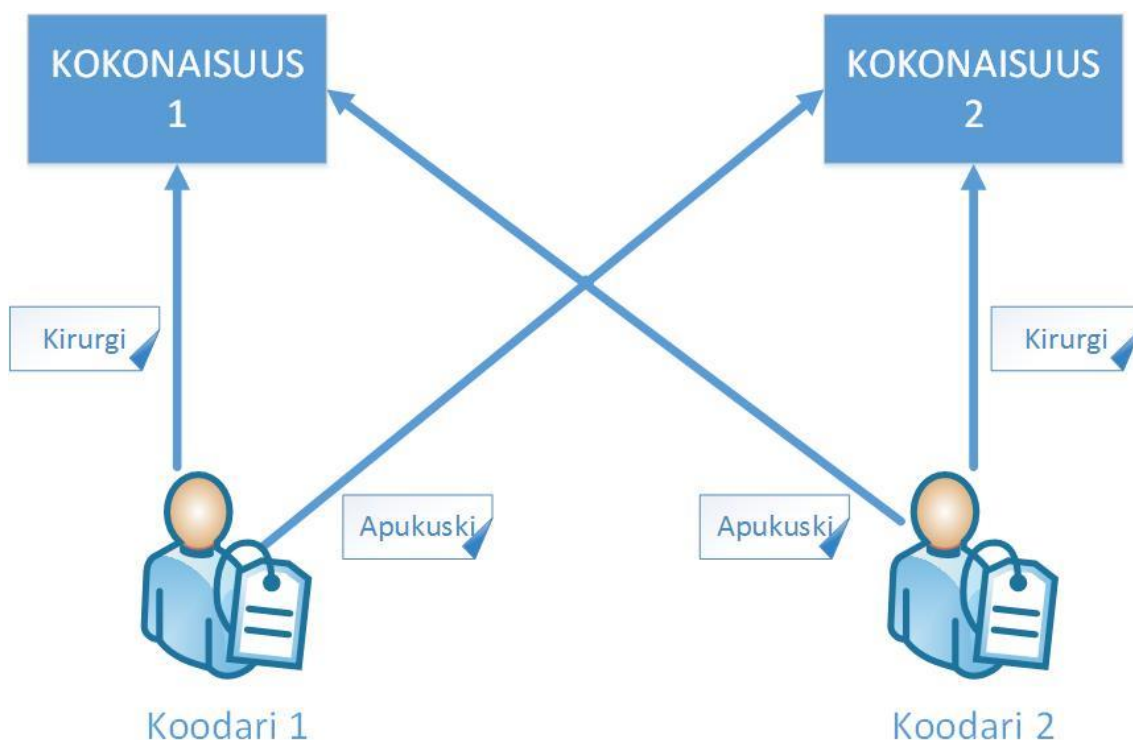 KOKONAISUUS
1
KOKONAISUUS
2
Kirurgi
Kirurgi
Apukuski
Apukuski
Koodari 1
Koodari 2